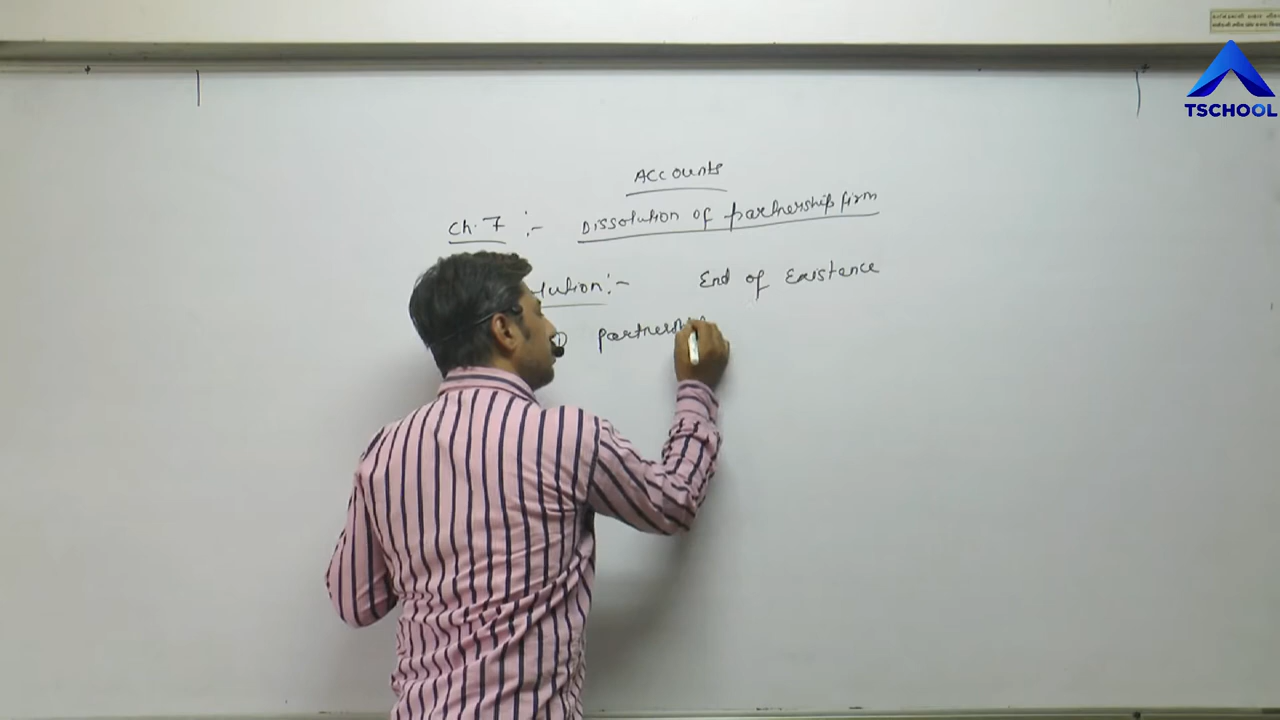 TSCHOOL
Accounts
Ch. 7 :- Dissolution of partnership firm
:- End of Existence